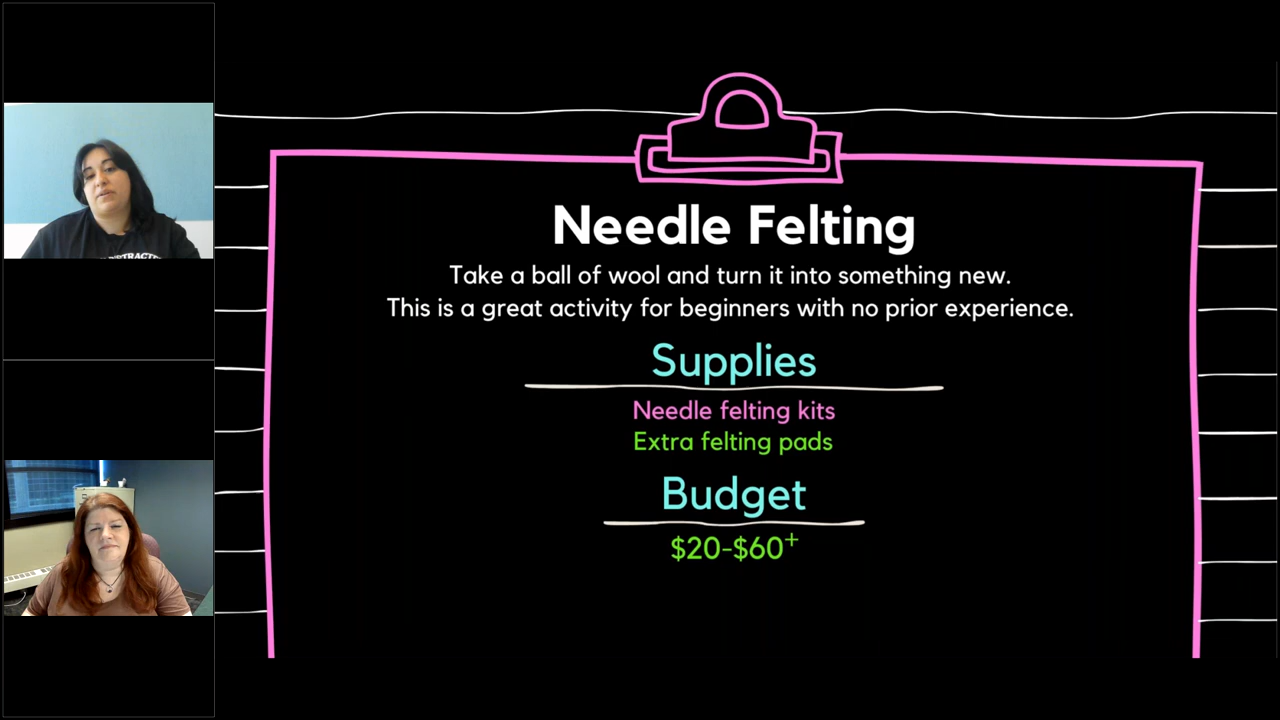 Needle Felting
Take a ball of wool and turn it into something new.
This is a great activity for beginners with no prior experience.
Supplies
Needle felting kits
Extra felting pads
Budget
$20-$60+